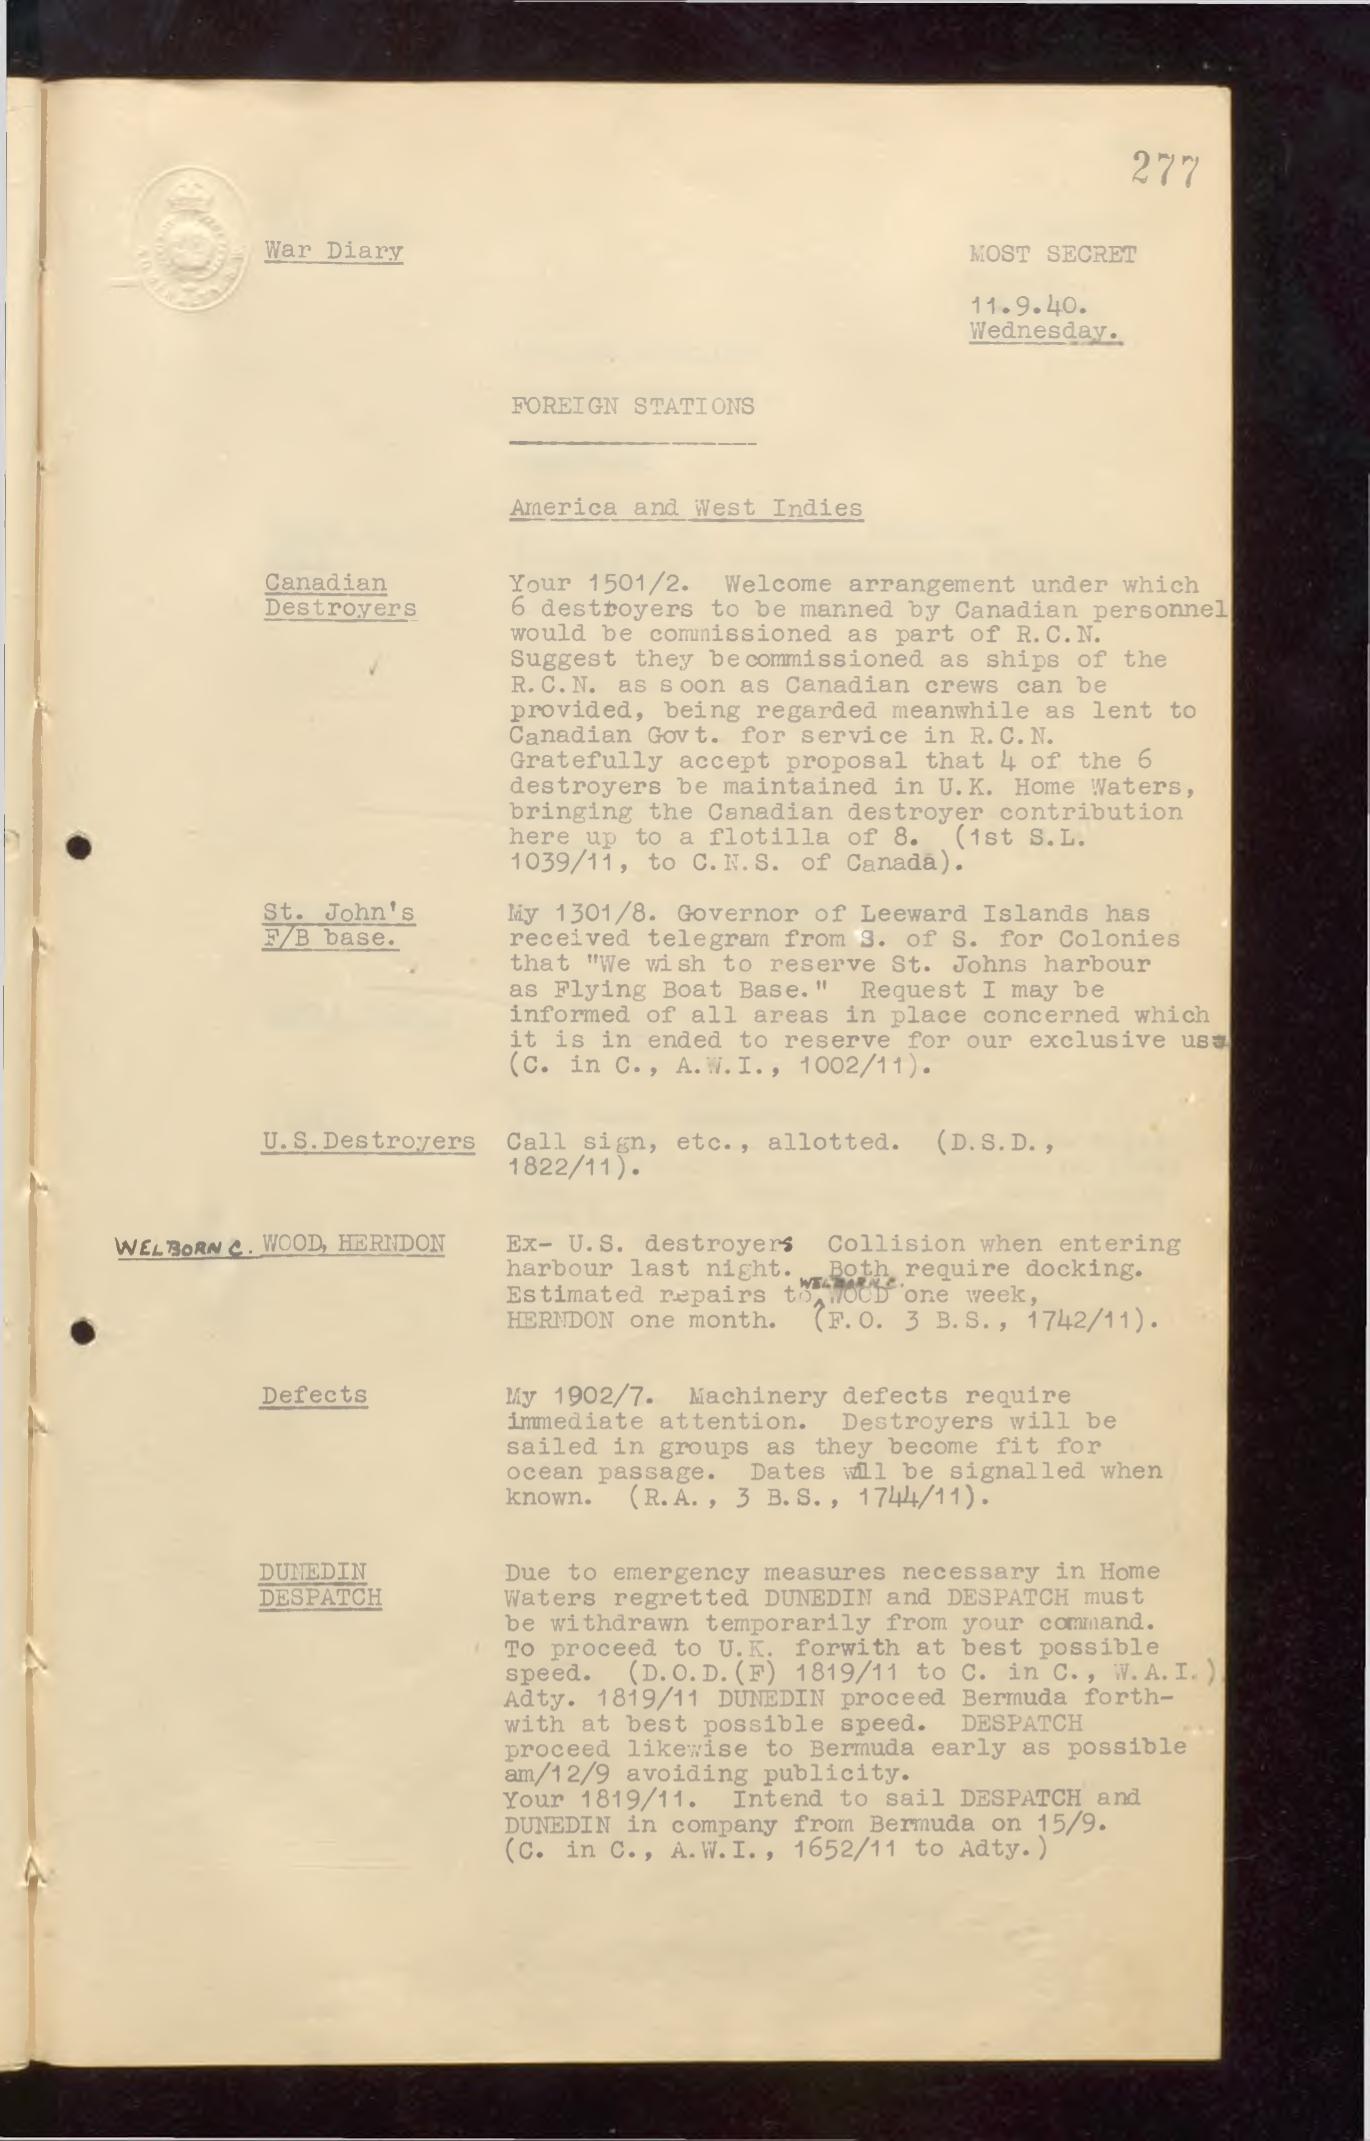 277
War Diary
MOST SECRET
11.9.40.
Wednesday.
FOREIGN STATIONS
America and West Indies
Canadian
Destroyers
Your 1501/2. Welcome arrangement under which
6 destroyers to be manned by Canadian personnel
would be commissioned as part of R.C.N.
Suggest they be commissioned as ships of the
R.C.N. as soon as Canadian crews can be
provided, being regarded meanwhile as lent to
Canadian Govt. for service in R.C.N.
Gratefully accept proposal that 4 of the 6
destroyers be maintained in U.K. Home Waters,
bringing the Canadian destroyer contribution
here up to a flotilla of 8. (1st S.L.
1039/11, to C.N.S. of Canada).
St. John's
F/B base.
My 1301/8. Governor of Leeward Islands has
received telegram from S. of S. for Colonies
that "We wish to reserve St. Johns harbour
as Flying Boat Base." Request I may be
informed of all areas in place concerned which
it is in ended to reserve for our exclusive use
(C. in C., A.W.I., 1002/11).
U.S.Destroyers
Call sign, etc., allotted. (D.S.D.,
1822/11).
WELBORN C. WOOD, HERNDON
Ex- U.S. destroyers Collision when entering
harbour last night. Both require docking.
WELBORN C.
Estimated repairs to WOOD one week,
HERNDON one month. (F.O. 3 B.S., 1742/11).
Defects
My 1902/7. Machinery defects require
immediate attention. Destroyers will be
sailed in groups as they become fit for
ocean passage. Dates will be signalled when
known. (R.A., 3 B.S., 1744/11).
DUNEDIN
DESPATCH
Due to emergency measures necessary in Home
Waters regretted DUNEDIN and DESPATCH must
be withdrawn temporarily from your command.
To proceed to U.K. forwith at best possible
speed. (D.O.D.(F) 1819/11 to C. in C., W.A.I.)
Adty. 1819/11 DUNEDIN proceed Bermuda forth-
with at best possible speed. DESPATCH
proceed likewise to Bermuda early as possible
am/12/9 avoiding publicity.
Your 1819/11. Intend to sail DESPATCH and
DUNEDIN in company from Bermuda on 15/9.
(C. in C., A.W.I., 1652/11 to Adty.)